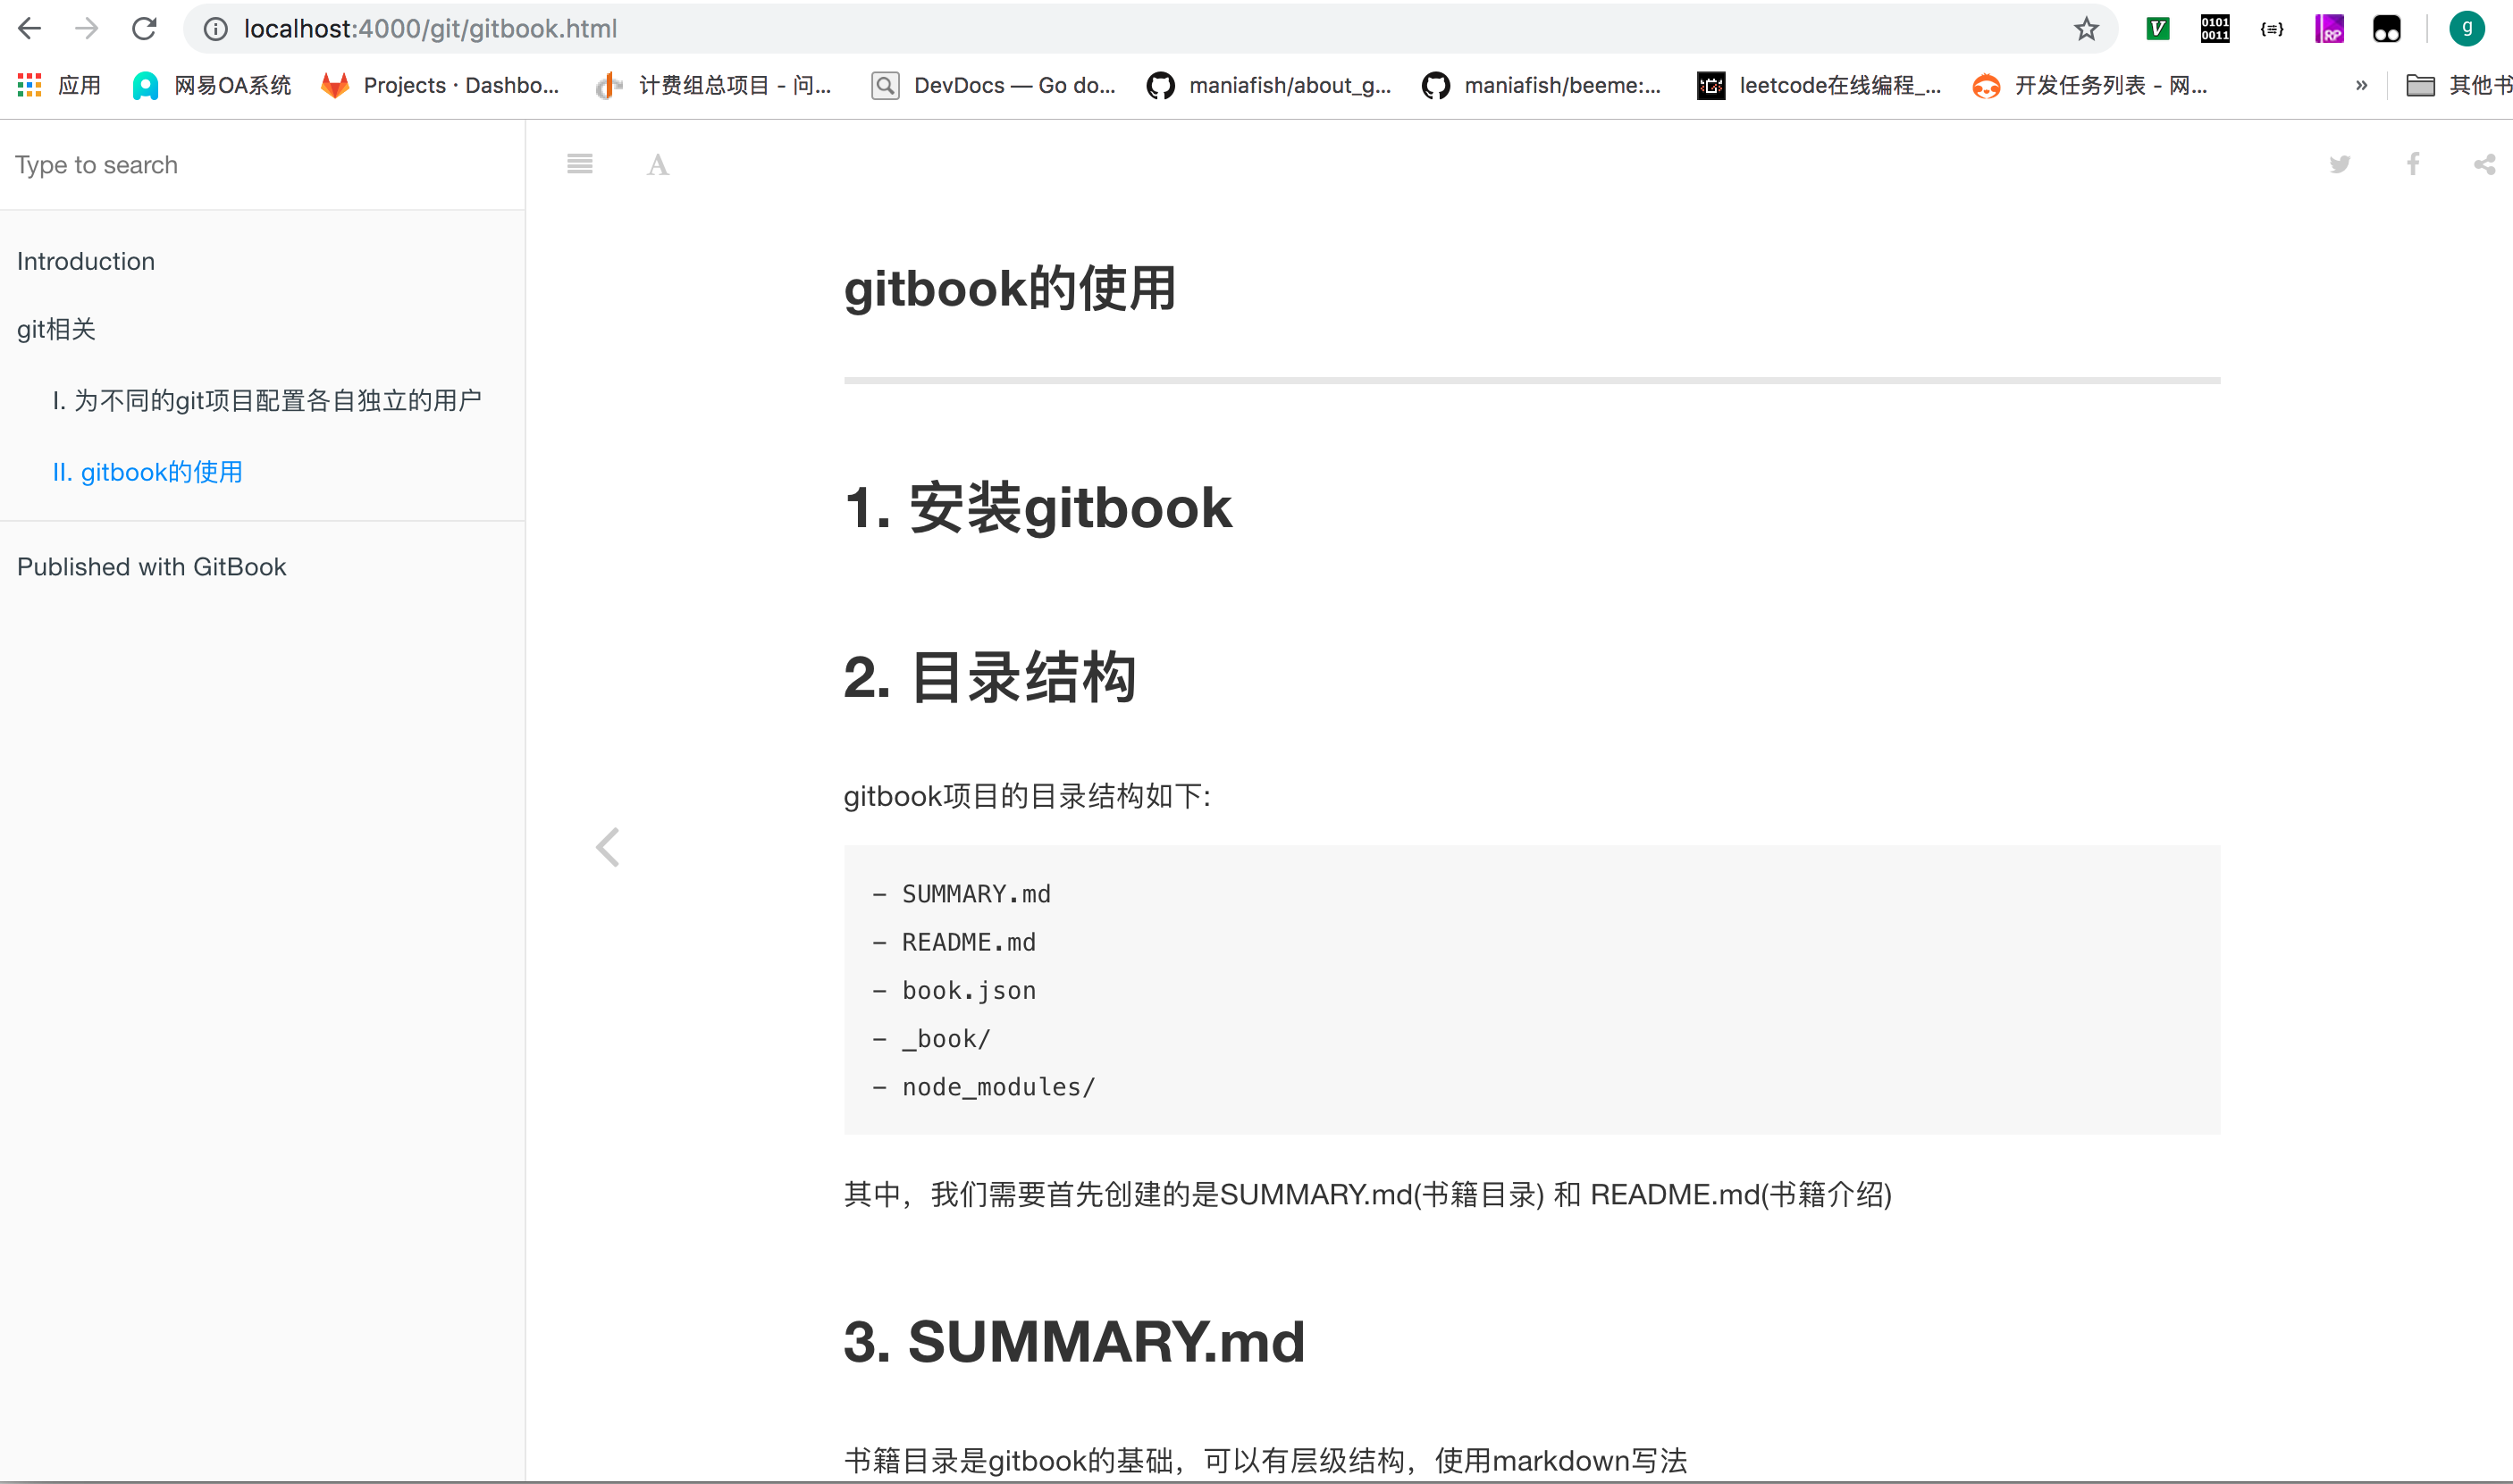 localhost:4000/git/gitbook.html
V
0101
0011
{≡}
RP
g
应用
网易OA系统
Projects · Dashbo...
计费组总项目 - 问...
DevDocs — Go do...
maniafish/about_g...
maniafish/beeme:...
leetcode在线编程_...
开发任务列表 - 网...
»
其他书
Type to search
A
Introduction
git相关
I. 为不同的git项目配置各自独立的用户
II. gitbook的使用
Published with GitBook
gitbook的使用
1. 安装gitbook
2. 目录结构
gitbook项目的目录结构如下:
- SUMMARY.md
- README.md
- book.json
- _book/
- node_modules/
其中，我们需要首先创建的是SUMMARY.md(书籍目录) 和 README.md(书籍介绍)
3. SUMMARY.md
书籍目录是gitbook的基础，可以有层级结构，使用markdown写法